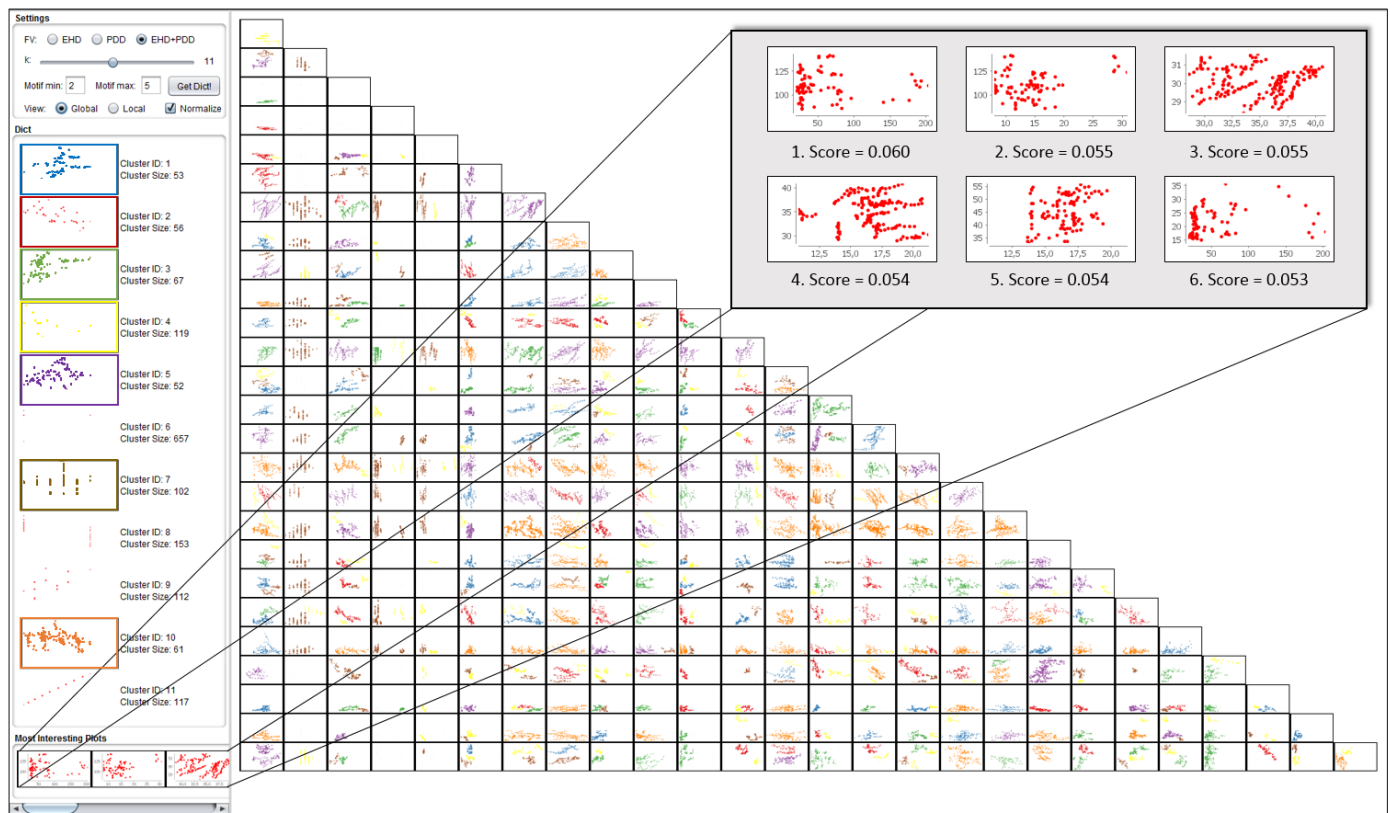 Settings
FV: EHD PDD EHD+PDD
k: 11
Motif min: 2 Motif max: 5 Get Dict!
View: Global Local Normalize
Dict
Cluster ID: 1
Cluster Size: 53
Cluster ID: 2
Cluster Size: 56
Cluster ID: 3
Cluster Size: 67
Cluster ID: 4
Cluster Size: 119
Cluster ID: 5
Cluster Size: 52
Cluster ID: 6
Cluster Size: 657
Cluster ID: 7
Cluster Size: 102
Cluster ID: 8
Cluster Size: 153
Cluster ID: 9
Cluster Size: 112
Cluster ID: 10
Cluster Size: 61
Cluster ID: 11
Cluster Size: 117
Most Interesting Plots
125
100
50 100 150 200
1. Score = 0.060
125
100
10 15 20 25 30
2. Score = 0.055
31
30
29
30,0 32,5 35,0 37,5 40,0
3. Score = 0.055
40
35
30
12,5 15,0 17,5 20,0
4. Score = 0.054
55
50
45
40
35
12,5 15,0 17,5 20,0
5. Score = 0.054
35
30
25
20
15
50 100 150 200
6. Score = 0.053